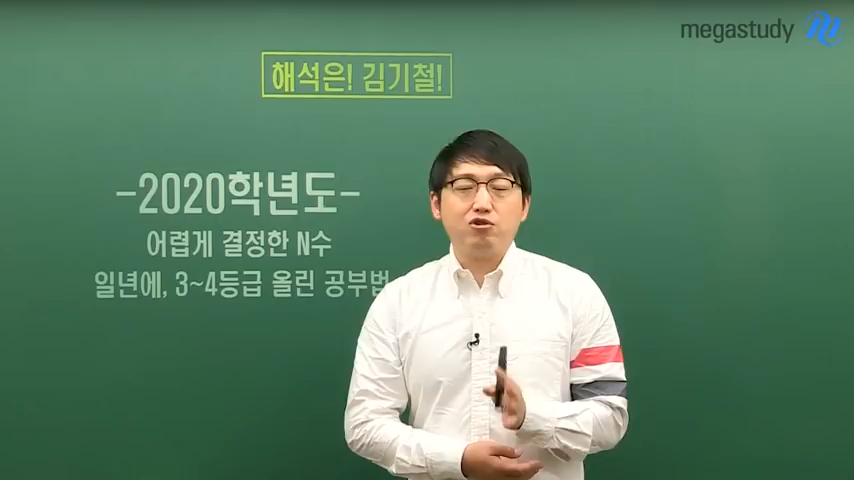 megastudy
해석은! 김기철!
-2020학년도-
어렵게 결정한 N수
일년에, 3~4등급 올린 공부법